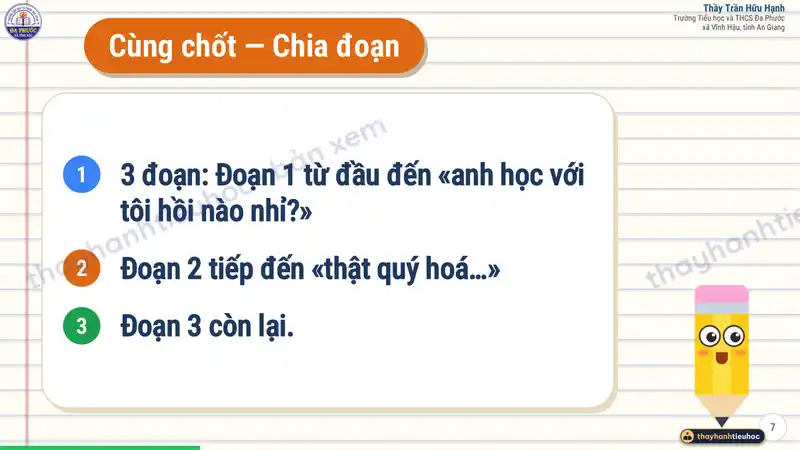 Thầy Trần Hữu Hạnh
Trường Tiểu học và THCS Đa Phước
xã Vĩnh Hậu, tỉnh An Giang
ĐA PHƯỚC
Cùng chốt — Chia đoạn
1 3 đoạn: Đoạn 1 từ đầu đến «anh học với
tôi hồi nào nhỉ?»
2 Đoạn 2 tiếp đến «thật quý hoá...»
3 Đoạn 3 còn lại.
thayhanhtieuhoc
7